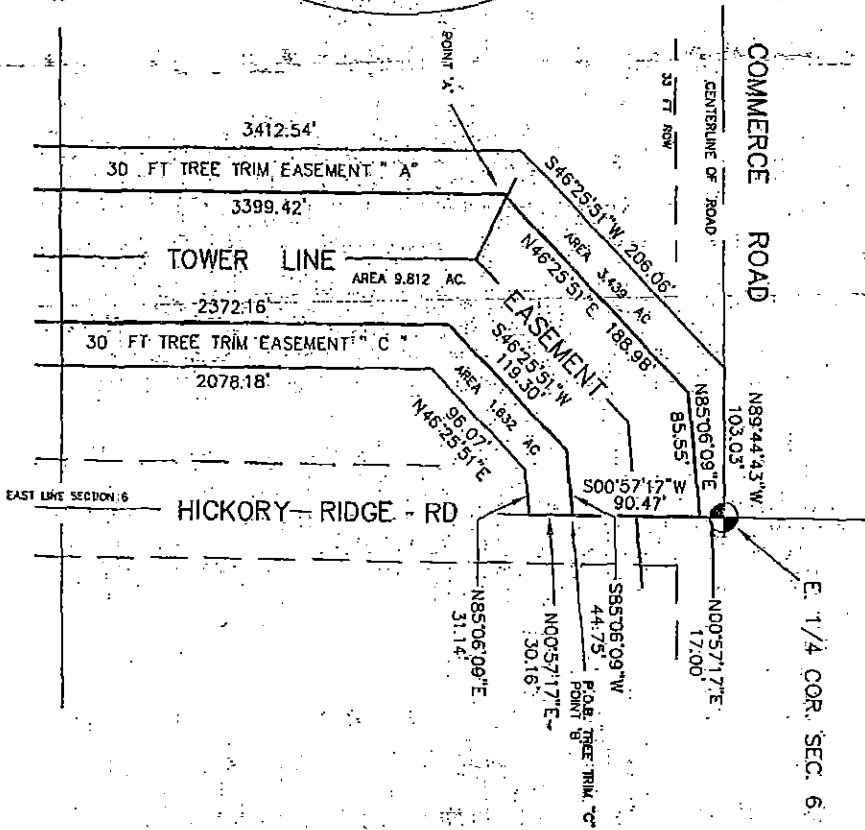 COMMERCE ROAD
CENTERLINE OF ROAD
33 FT ROW
POINT "A"
3412.54'
30 FT TREE TRIM EASEMENT "A"
3399.42'
S46°25'51"W 206.06'
AREA 3.439 AC
N46°25'51"E 188.98'
TOWER LINE
AREA 9.812 AC.
EASEMENT
2372.16'
30 FT TREE TRIM EASEMENT "C"
2078.18'
S46°25'51"W
119.30'
AREA 1.632 AC
96.07'
N46°25'51"E
N85°06'09"E
85.55'
N89°44'43"W
103.03'
S00°57'17"W
90.47'
EAST LINE SECTION 6
HICKORY RIDGE RD
E. 1/4 COR. SEC. 6
N00°57'17"E
17.00'
S85°06'09"W
44.75'
P.O.B. TREE TRIM "C"
POINT "B"
N00°57'17"E
30.16'
N85°06'09"E
31.14'